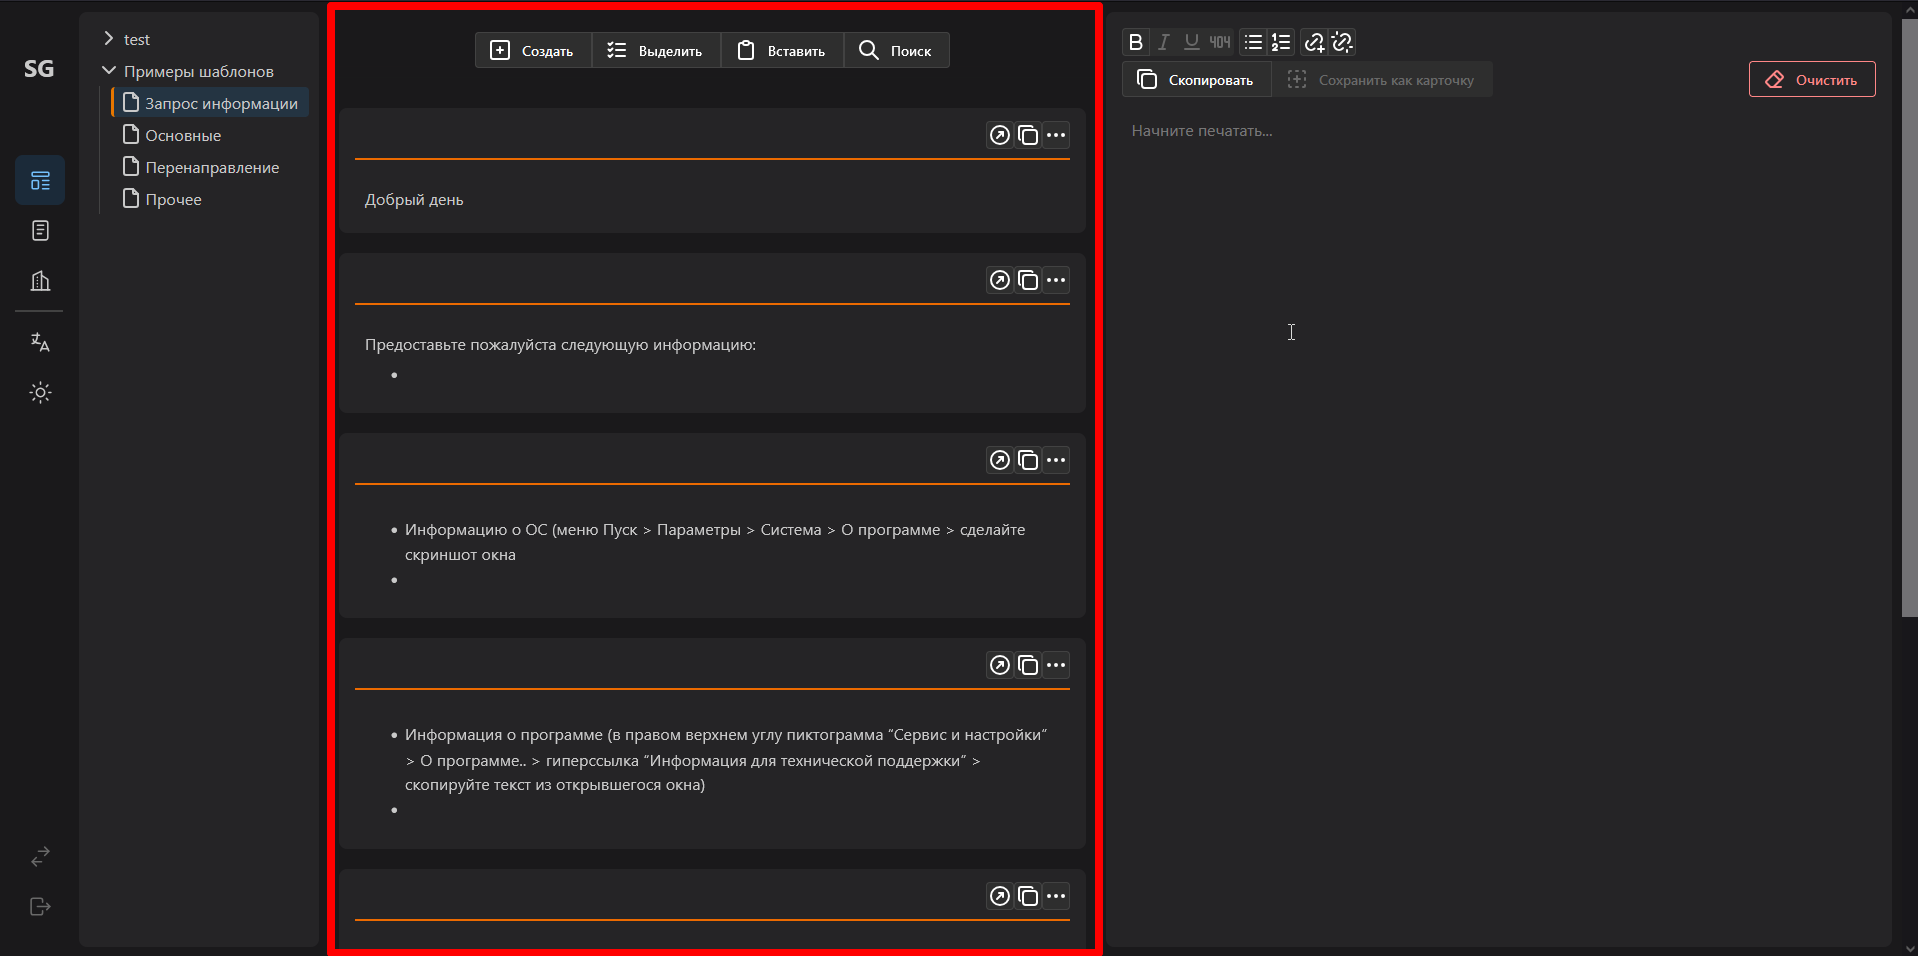 SG
test
Примеры шаблонов
Запрос информации
Основные
Перенаправление
Прочее
Создать
Выделить
Вставить
Поиск
Добрый день
Предоставьте пожалуйста следующую информацию:
•
• Информацию о ОС (меню Пуск > Параметры > Система > О программе > сделайте
скриншот окна
•
• Информация о программе (в правом верхнем углу пиктограмма “Сервис и настройки”
> О программе.. > гиперссылка “Информация для технической поддержки” >
скопируйте текст из открывшегося окна)
•
B I U 404
Скопировать
Сохранить как карточку
Очистить
Начните печатать...